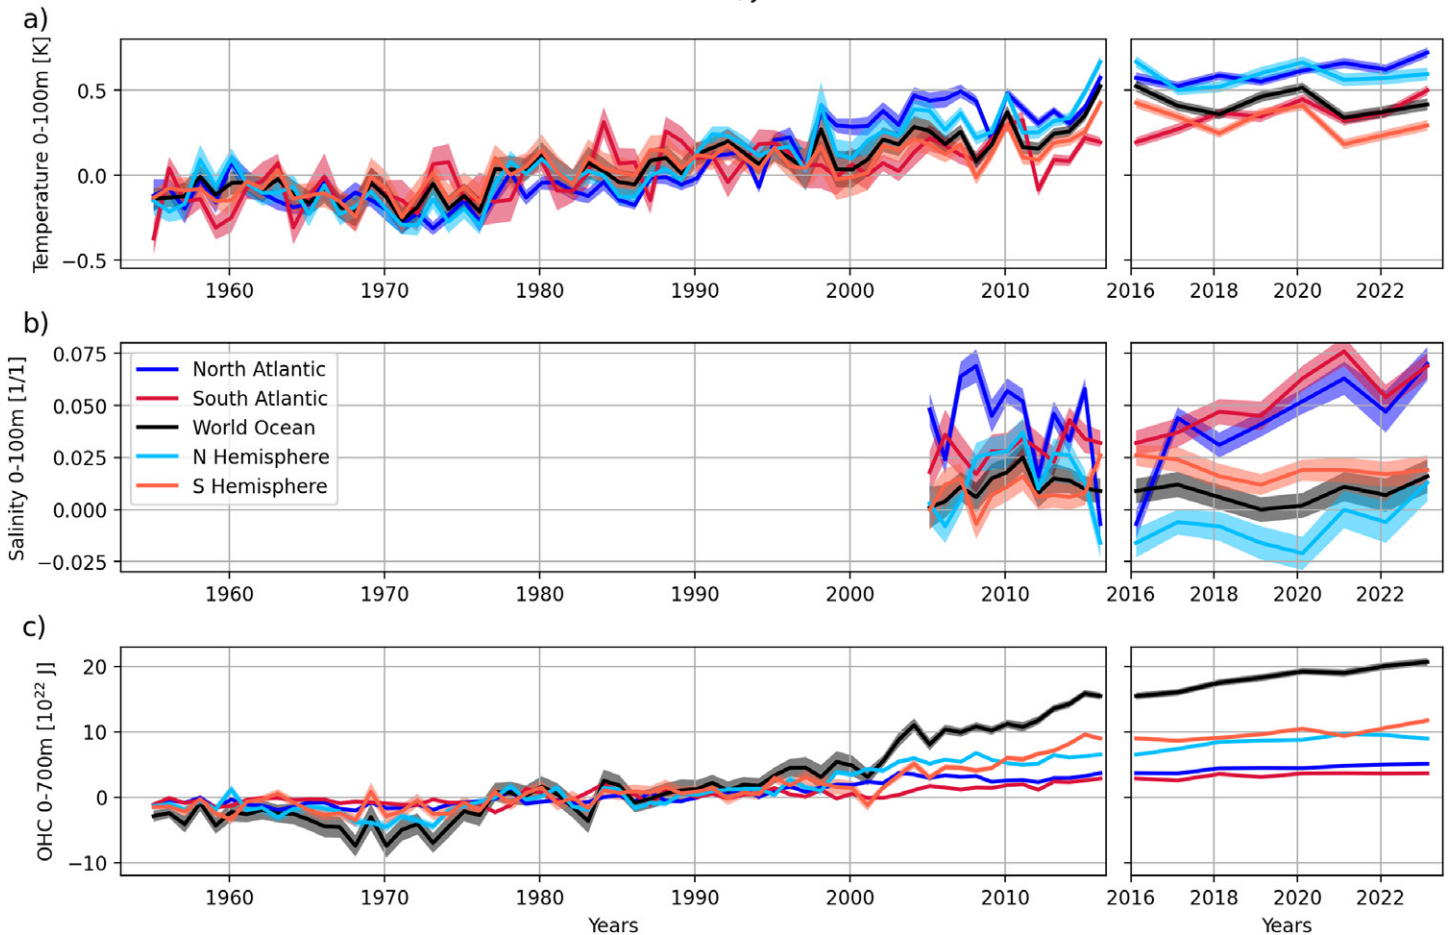 a)
Temperature 0-100m [K]
0.5
0.0
−0.5
1960 1970 1980 1990 2000 2010 2016 2018 2020 2022
b)
Salinity 0-100m [1/1]
0.075
0.050
0.025
0.000
−0.025
North Atlantic
South Atlantic
World Ocean
N Hemisphere
S Hemisphere
1960 1970 1980 1990 2000 2010 2016 2018 2020 2022
c)
OHC 0-700m [10²² J]
20
10
0
−10
1960 1970 1980 1990 2000 2010 2016 2018 2020 2022
Years Years